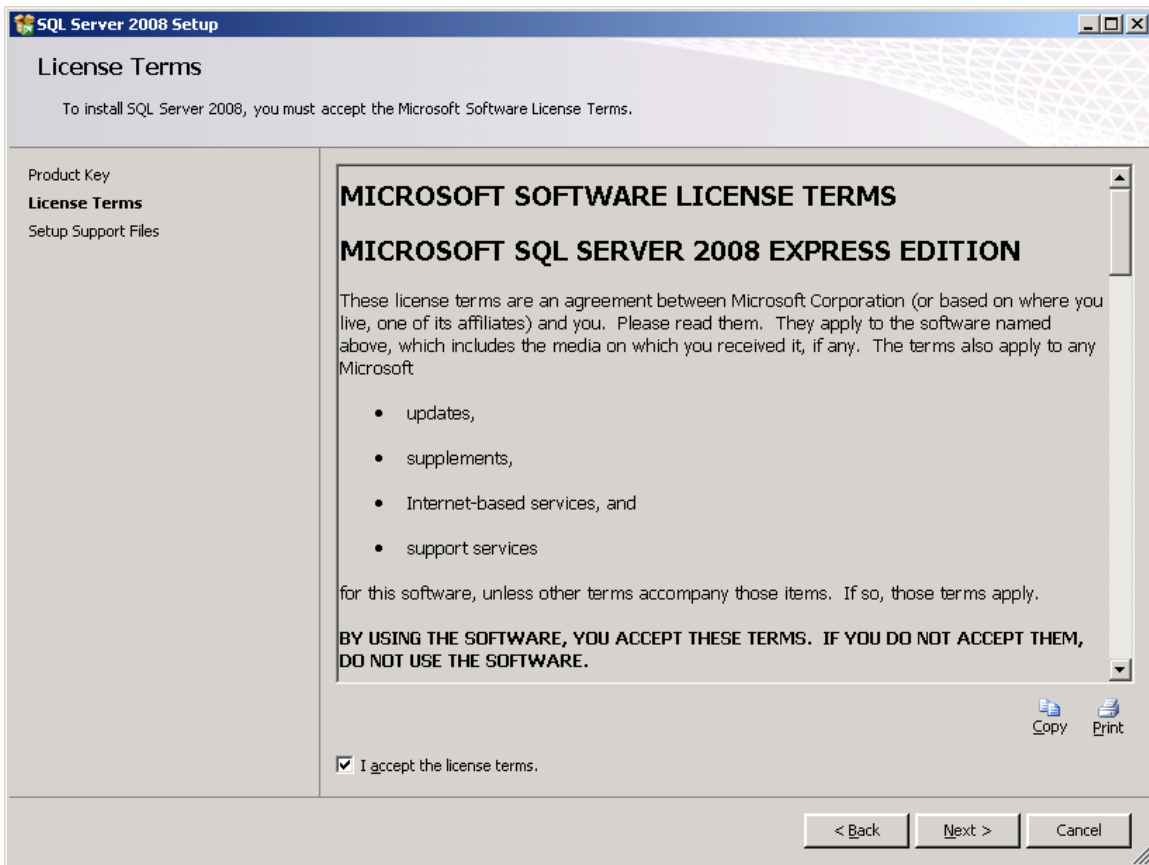 SQL Server 2008 Setup
License Terms
To install SQL Server 2008, you must accept the Microsoft Software License Terms.
Product Key
License Terms
Setup Support Files
MICROSOFT SOFTWARE LICENSE TERMS
MICROSOFT SQL SERVER 2008 EXPRESS EDITION
These license terms are an agreement between Microsoft Corporation (or based on where you
live, one of its affiliates) and you.  Please read them.  They apply to the software named
above, which includes the media on which you received it, if any.  The terms also apply to any
Microsoft
• updates,
• supplements,
• Internet-based services, and
• support services
for this software, unless other terms accompany those items.  If so, those terms apply.
BY USING THE SOFTWARE, YOU ACCEPT THESE TERMS.  IF YOU DO NOT ACCEPT THEM,
DO NOT USE THE SOFTWARE.
Copy Print
I accept the license terms.
< Back Next > Cancel